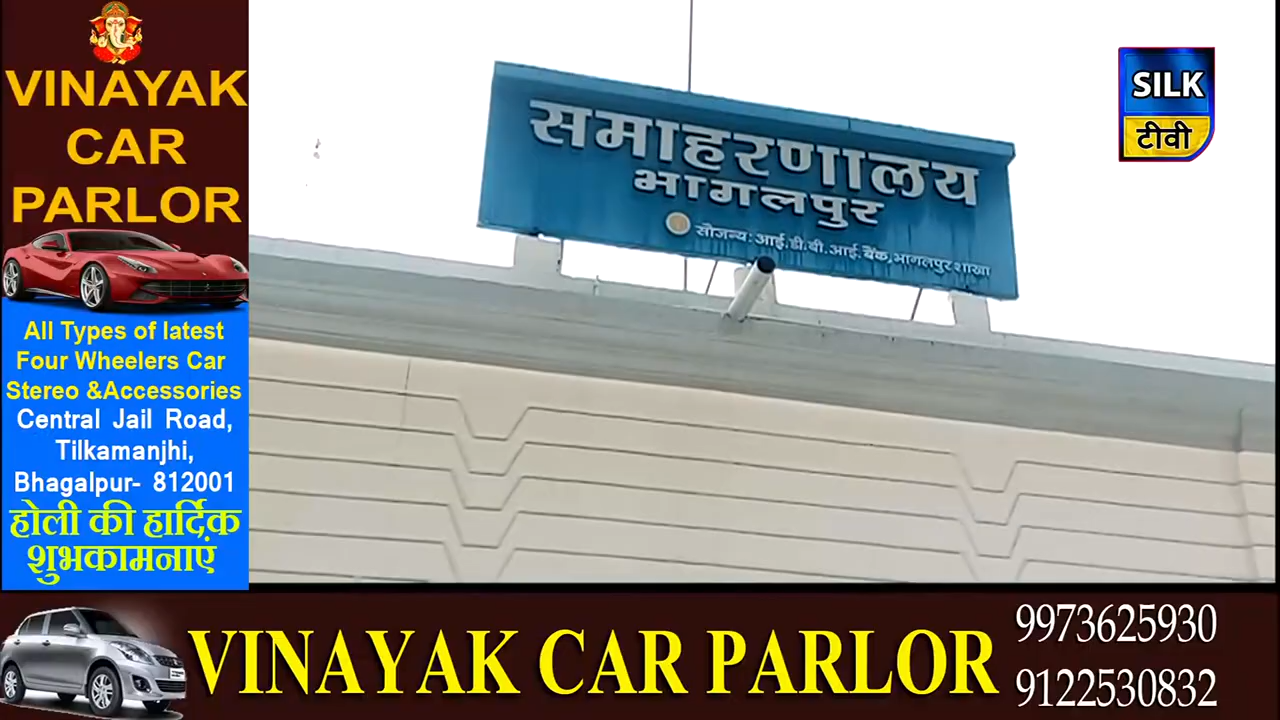 VINAYAK
CAR
PARLOR
All Types of latest
Four Wheelers Car
Stereo &Accessories
Central Jail Road,
Tilkamanjhi,
Bhagalpur- 812001
होली की हार्दिक
शुभकामनाएं
समाहरणालय
भागलपुर
सौजन्य: आई.डी.बी.आई. बैंक, भागलपुर शाखा
SILK
टीवी
VINAYAK CAR PARLOR
9973625930
9122530832